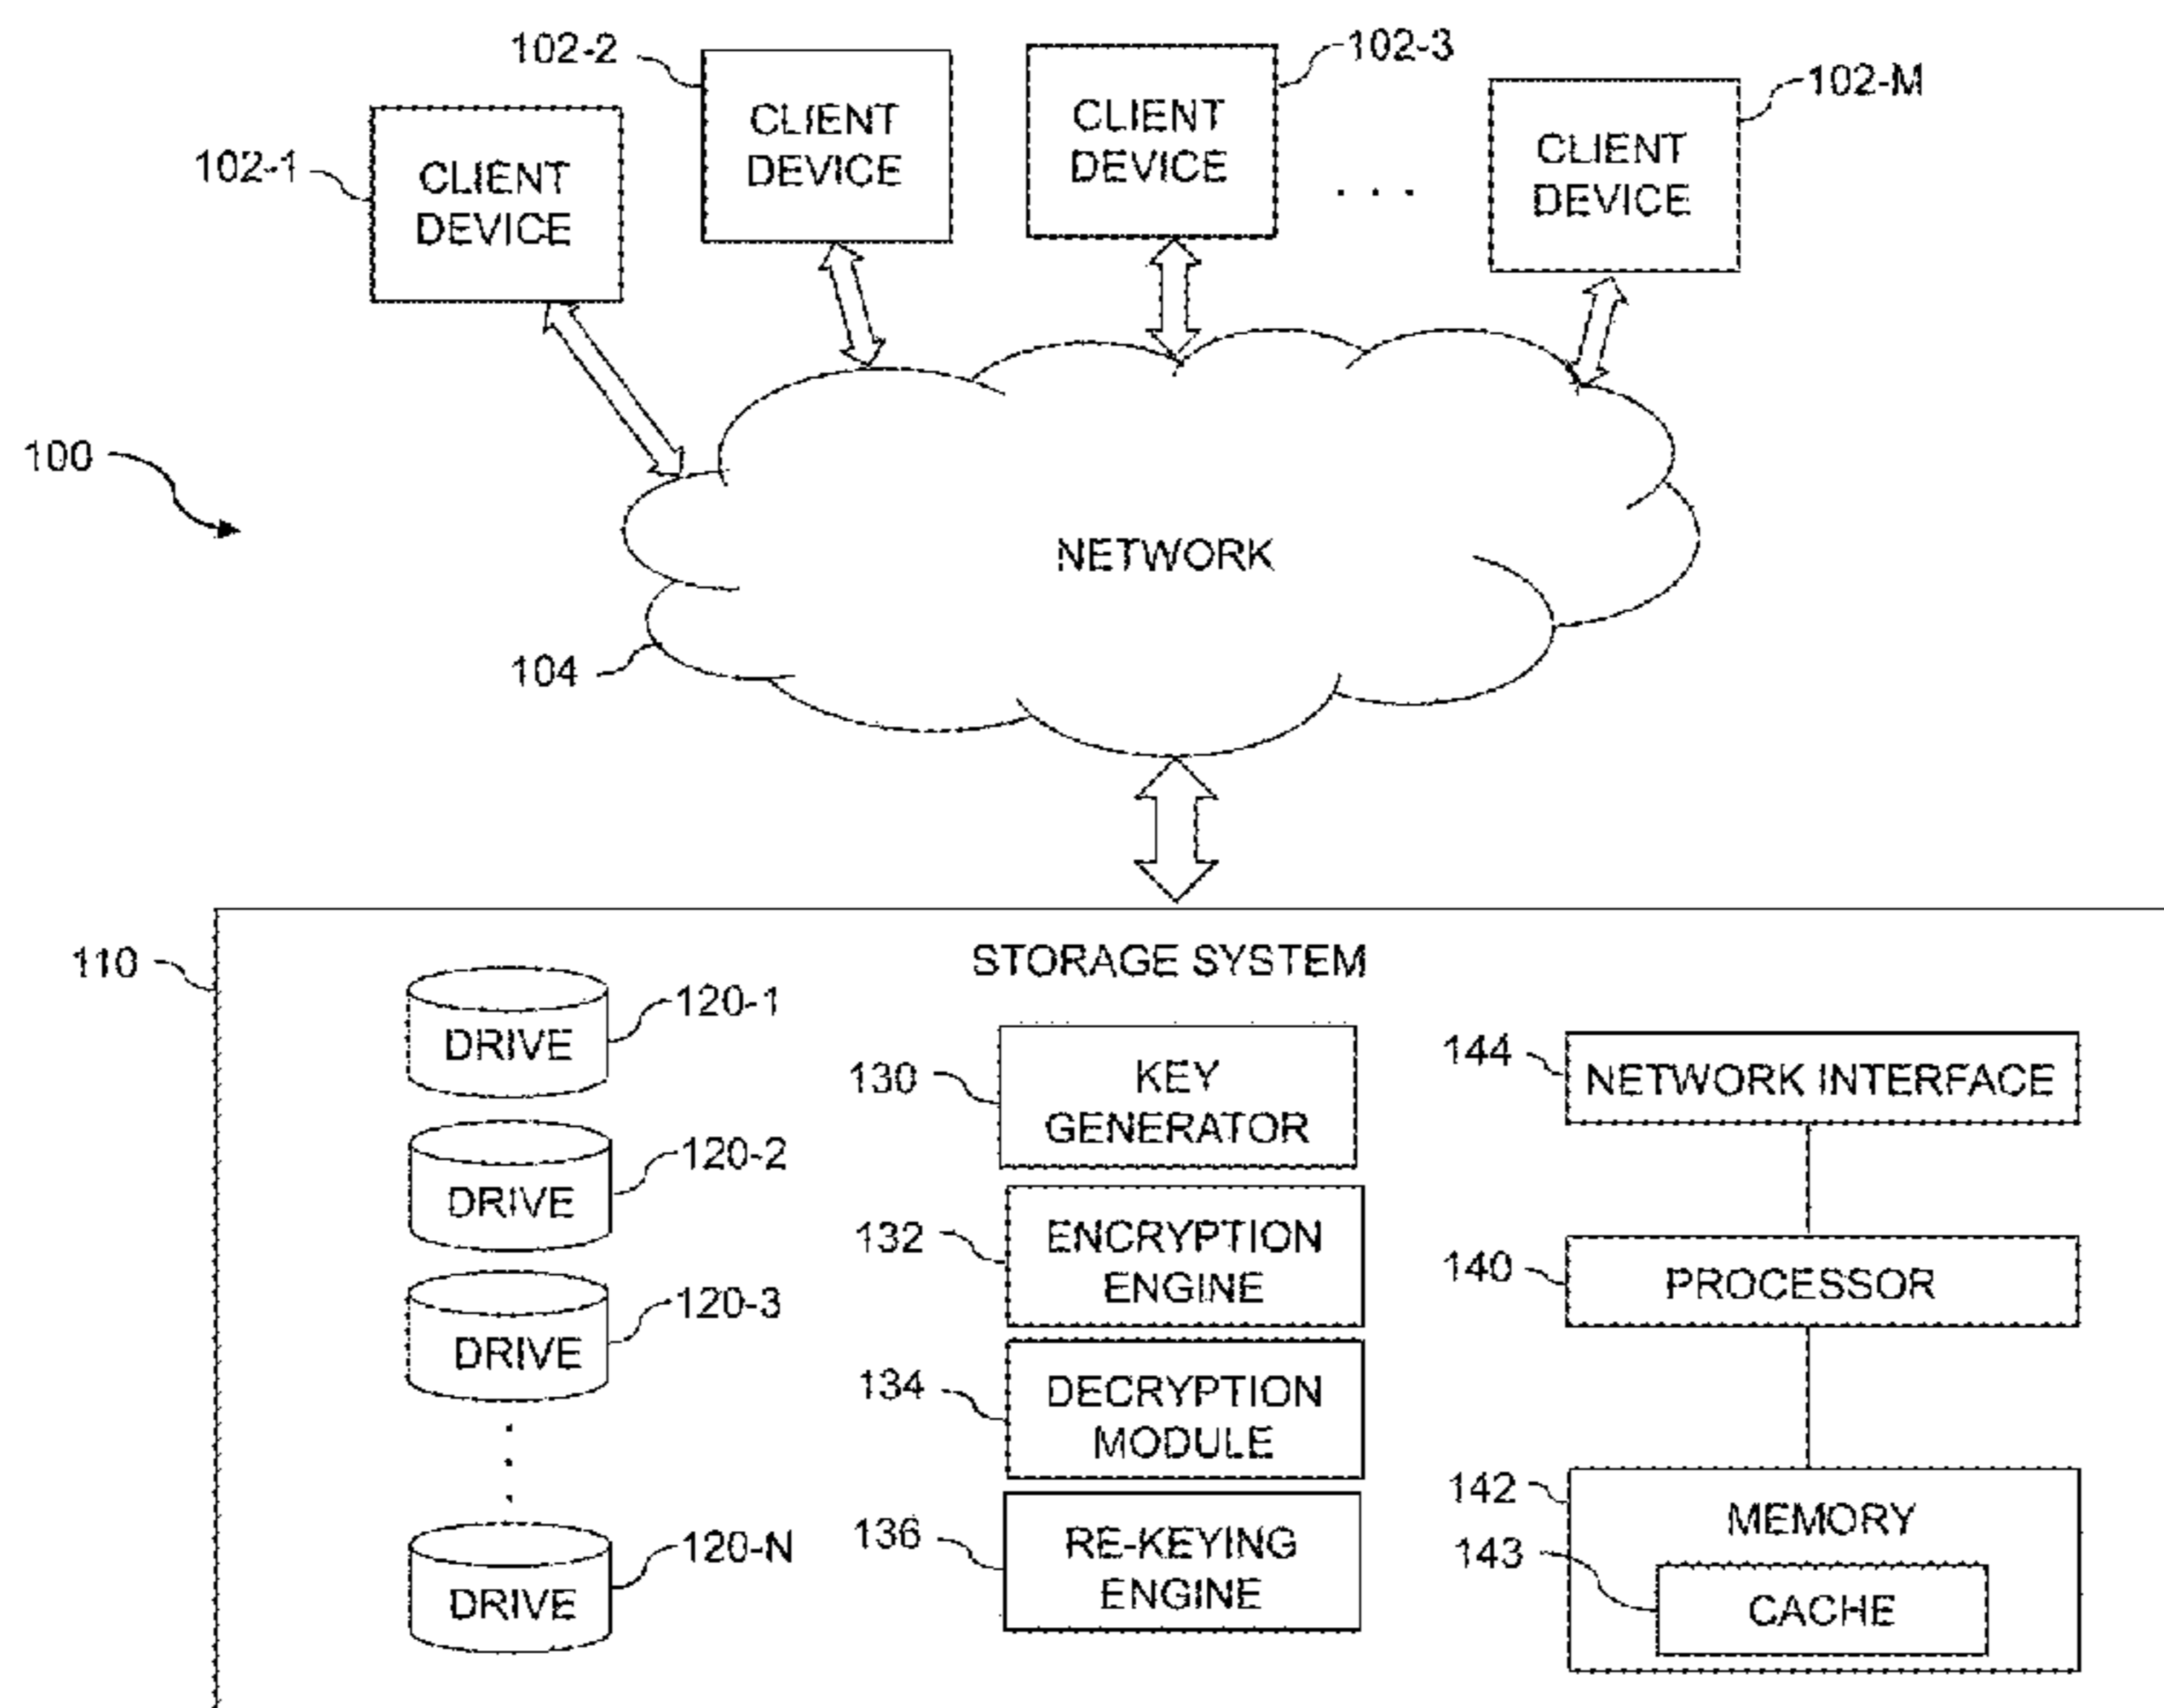 102-2
102-3
102-M
102-1
CLIENT
DEVICE
CLIENT
DEVICE
CLIENT
DEVICE
. . .
CLIENT
DEVICE
100
NETWORK
104
110
STORAGE SYSTEM
DRIVE
120-1
DRIVE
120-2
DRIVE
120-3
DRIVE
120-N
130
KEY
GENERATOR
132
ENCRYPTION
ENGINE
134
DECRYPTION
MODULE
136
RE-KEYING
ENGINE
144
NETWORK INTERFACE
140
PROCESSOR
142
MEMORY
143
CACHE